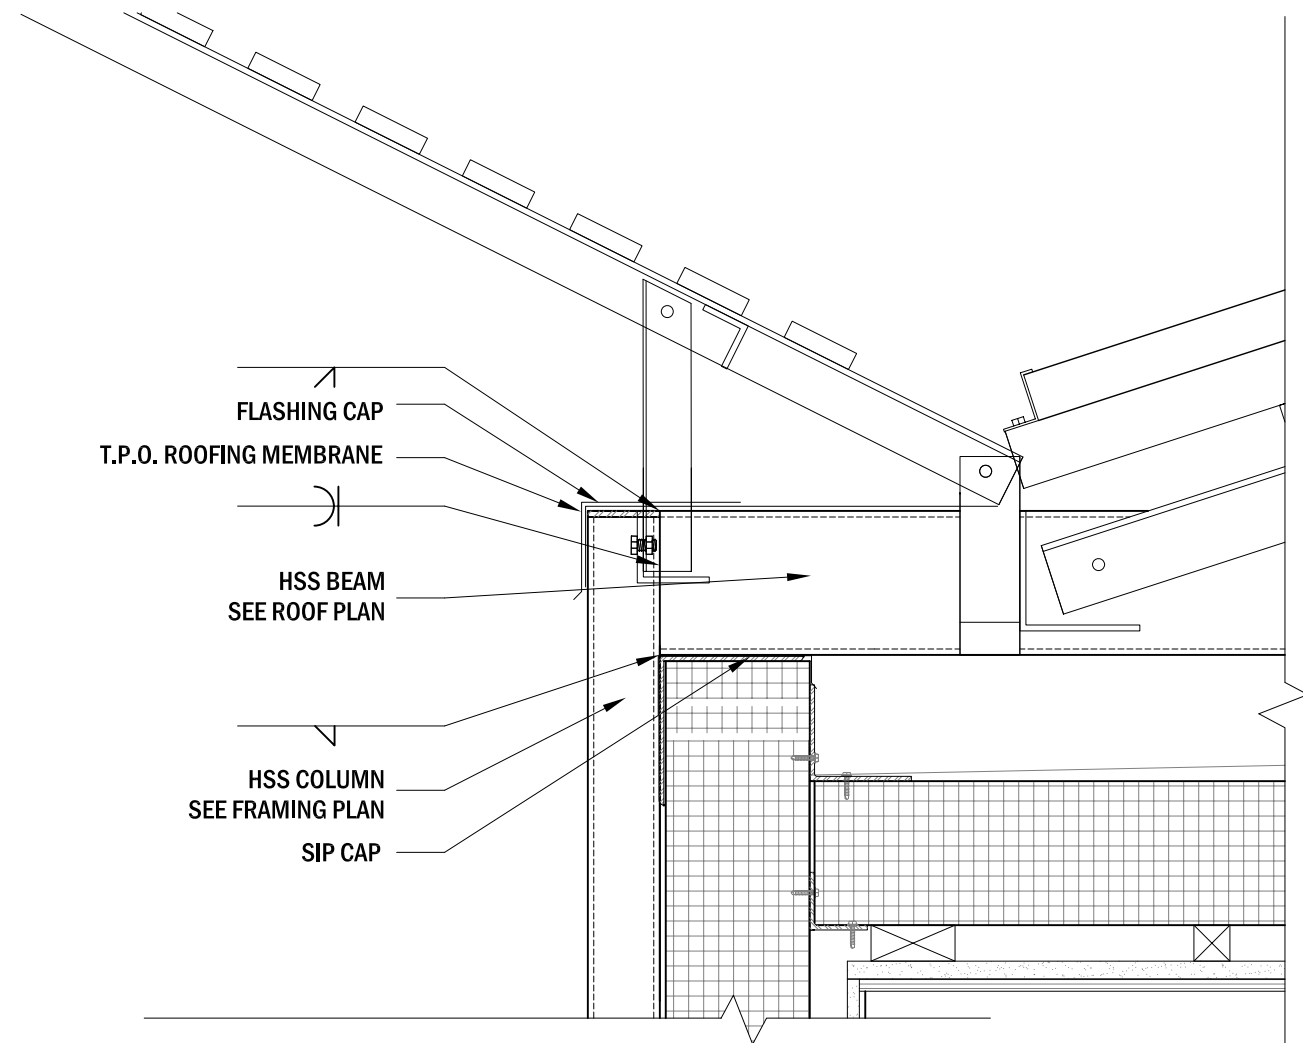 FLASHING CAP
T.P.O. ROOFING MEMBRANE
HSS BEAM
SEE ROOF PLAN
HSS COLUMN
SEE FRAMING PLAN
SIP CAP